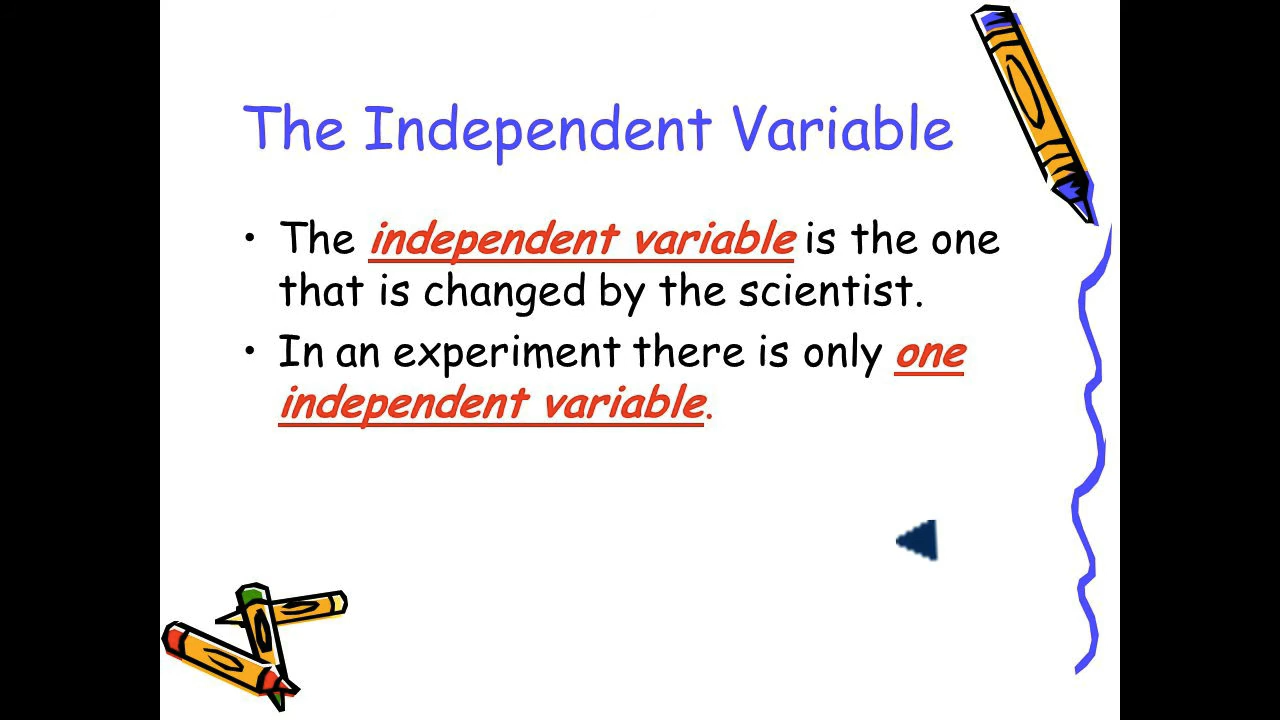 The Independent Variable
• The independent variable is the one
that is changed by the scientist.
• In an experiment there is only one
independent variable.